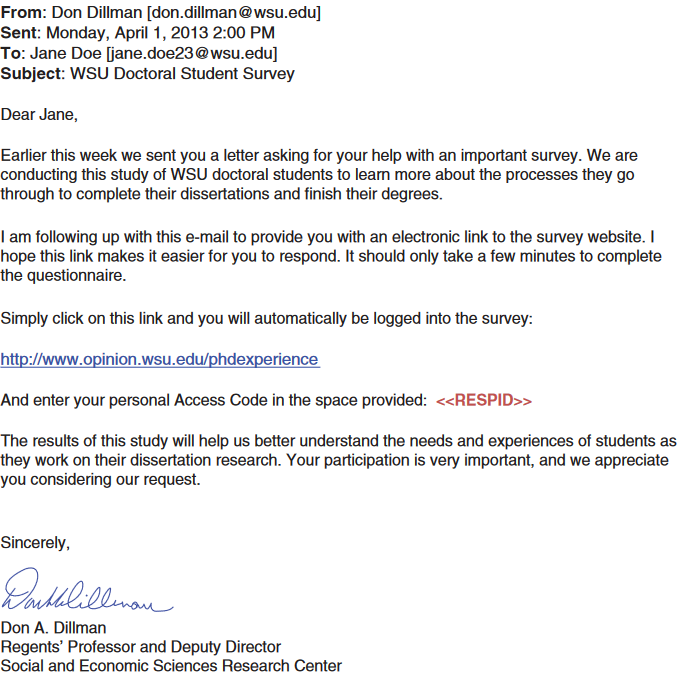 From: Don Dillman [don.dillman@wsu.edu]
Sent: Monday, April 1, 2013 2:00 PM
To: Jane Doe [jane.doe23@wsu.edu]
Subject: WSU Doctoral Student Survey
Dear Jane,
Earlier this week we sent you a letter asking for your help with an important survey. We are
conducting this study of WSU doctoral students to learn more about the processes they go
through to complete their dissertations and finish their degrees.
I am following up with this e-mail to provide you with an electronic link to the survey website. I
hope this link makes it easier for you to respond. It should only take a few minutes to complete
the questionnaire.
Simply click on this link and you will automatically be logged into the survey:
http://www.opinion.wsu.edu/phdexperience
And enter your personal Access Code in the space provided: <<RESPID>>
The results of this study will help us better understand the needs and experiences of students as
they work on their dissertation research. Your participation is very important, and we appreciate
you considering our request.
Sincerely,
Don A. Dillman
Regents' Professor and Deputy Director
Social and Economic Sciences Research Center